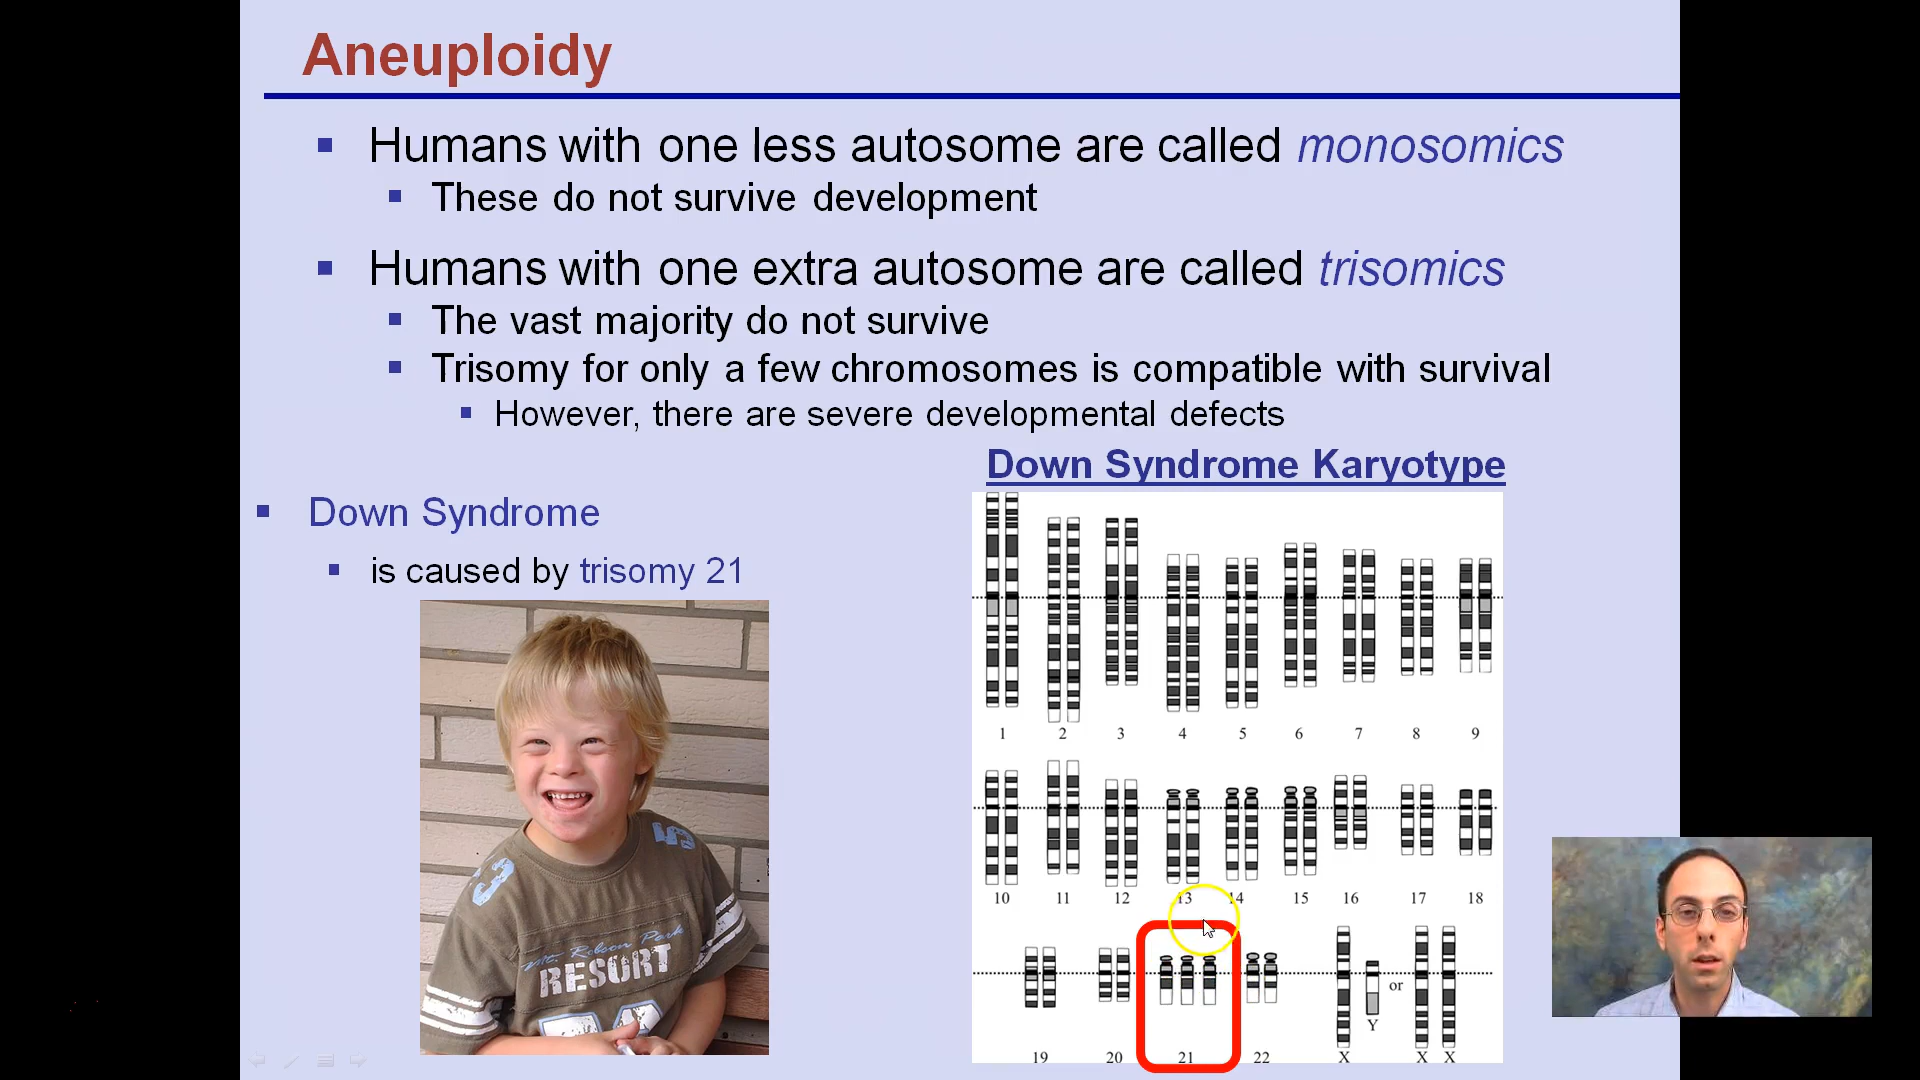 Aneuploidy
Humans with one less autosome are called monosomics
These do not survive development
Humans with one extra autosome are called trisomics
The vast majority do not survive
Trisomy for only a few chromosomes is compatible with survival
However, there are severe developmental defects
Down Syndrome Karyotype
Down Syndrome
is caused by trisomy 21
1 2 3 4 5 6 7 8 9
10 11 12 13 14 15 16 17 18
or
Y
19 20 21 22 X X X
53
Mt. Robson Park
RESORT